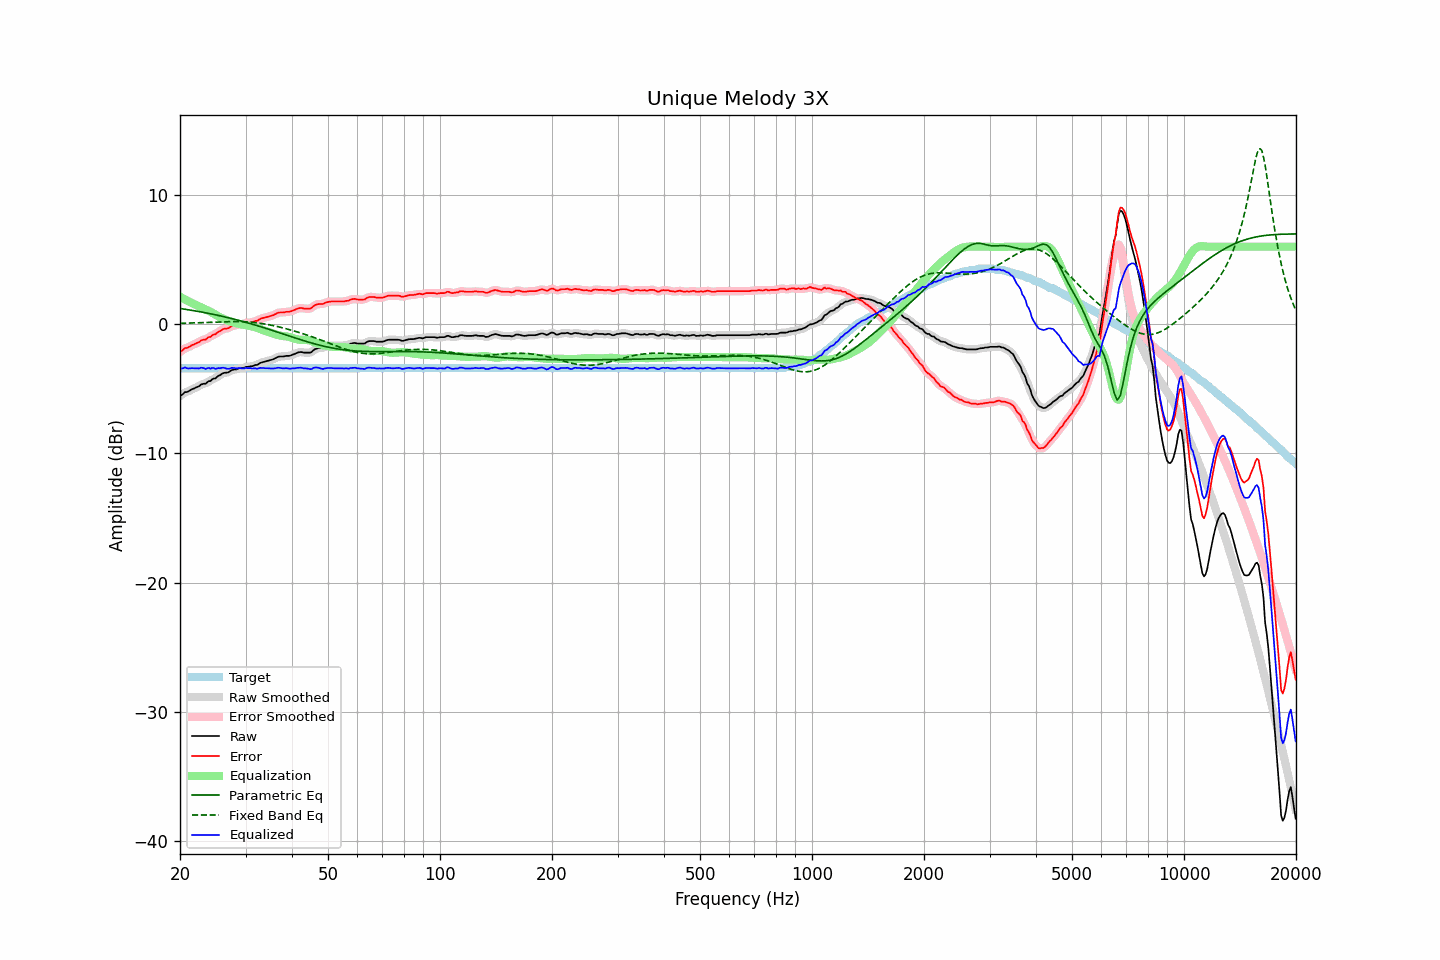 Unique Melody 3X
Amplitude (dBr)
10
0
−10
−20
−30
−40
Target
Raw Smoothed
Error Smoothed
Raw
Error
Equalization
Parametric Eq
Fixed Band Eq
Equalized
20 50 100 200 500 1000 2000 5000 10000 20000
Frequency (Hz)